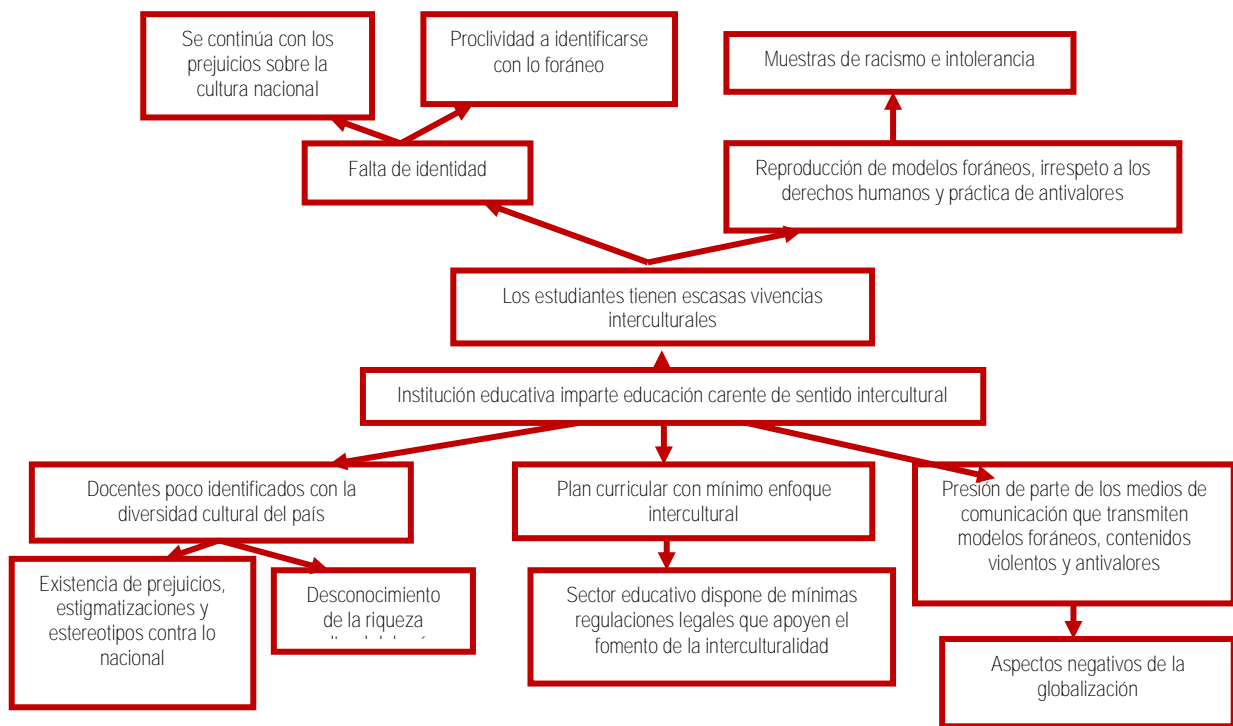 Se continúa con los
prejuicios sobre la
cultura nacional
Proclividad a identificarse
con lo foráneo
Muestras de racismo e intolerancia
Falta de identidad
Reproducción de modelos foráneos, irrespeto a los
derechos humanos y práctica de antivalores
Los estudiantes tienen escasas vivencias
interculturales
Institución educativa imparte educación carente de sentido intercultural
Docentes poco identificados con la
diversidad cultural del país
Plan curricular con mínimo enfoque
intercultural
Presión de parte de los medios de
comunicación que transmiten
modelos foráneos, contenidos
violentos y antivalores
Existencia de prejuicios,
estigmatizaciones y
estereotipos contra lo
nacional
Desconocimiento
de la riqueza
Sector educativo dispone de mínimas
regulaciones legales que apoyen el
fomento de la interculturalidad
Aspectos negativos de la
globalización